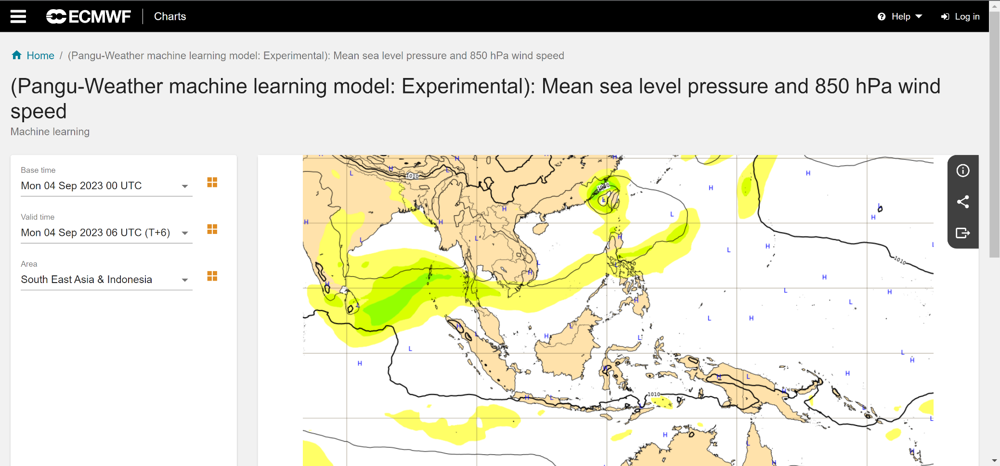 ECMWF
Charts
Help
Log in
Home / (Pangu-Weather machine learning model: Experimental): Mean sea level pressure and 850 hPa wind speed
(Pangu-Weather machine learning model: Experimental): Mean sea level pressure and 850 hPa wind
speed
Machine learning
Base time
Mon 04 Sep 2023 00 UTC
Valid time
Mon 04 Sep 2023 06 UTC (T+6)
Area
South East Asia & Indonesia
1010
1010
1010